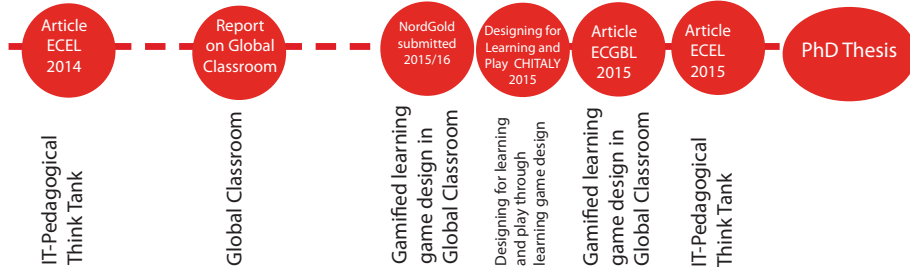 Article
ECEL
2014
Report
on Global
Classroom
NordGold
submitted
2015/16
Designing for
Learning and
Play CHITALY
2015
Article
ECGBL
2015
Article
ECEL
2015
PhD Thesis
IT-Pedagogical
Think Tank
Global Classroom
Gamified learning
game design in
Global Classroom
Designing for learning
and play through
learning game design
Gamified learning
game design in
Global Classroom
IT-Pedagogical
Think Tank